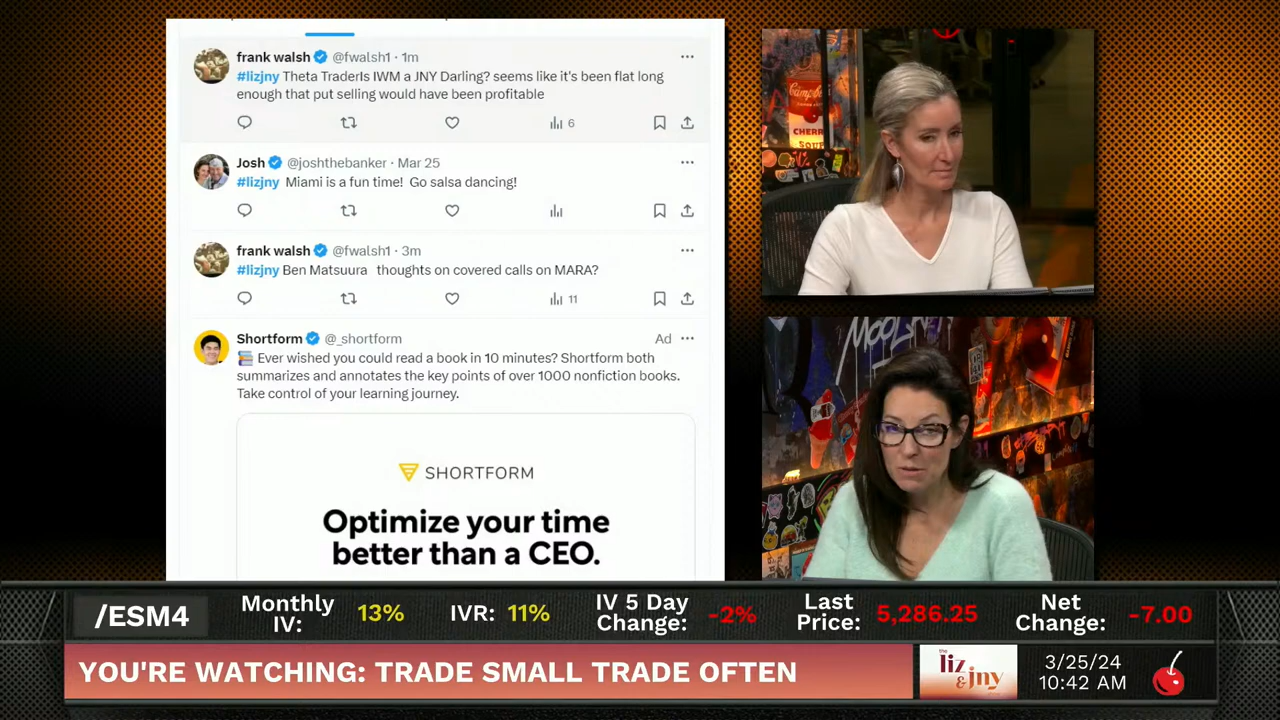 frank walsh @fwalsh1 · 1m
#lizjny Theta TraderIs IWM a JNY Darling? seems like it's been flat long
enough that put selling would have been profitable
6
Josh @joshthebanker · Mar 25
#lizjny Miami is a fun time! Go salsa dancing!
frank walsh @fwalsh1 · 3m
#lizjny Ben Matsuura thoughts on covered calls on MARA?
11
Shortform @_shortform Ad
Ever wished you could read a book in 10 minutes? Shortform both
summarizes and annotates the key points of over 1000 nonfiction books.
Take control of your learning journey.
SHORTFORM
Optimize your time
better than a CEO.
Campbell's
CHERRY
SOUP
/ESM4
Monthly
IV:
13%
IVR: 11%
IV 5 Day
Change:
-2%
Last
Price:
5,286.25
Net
Change:
-7.00
YOU'RE WATCHING: TRADE SMALL TRADE OFTEN
the
liz
& jny
3/25/24
10:42 AM